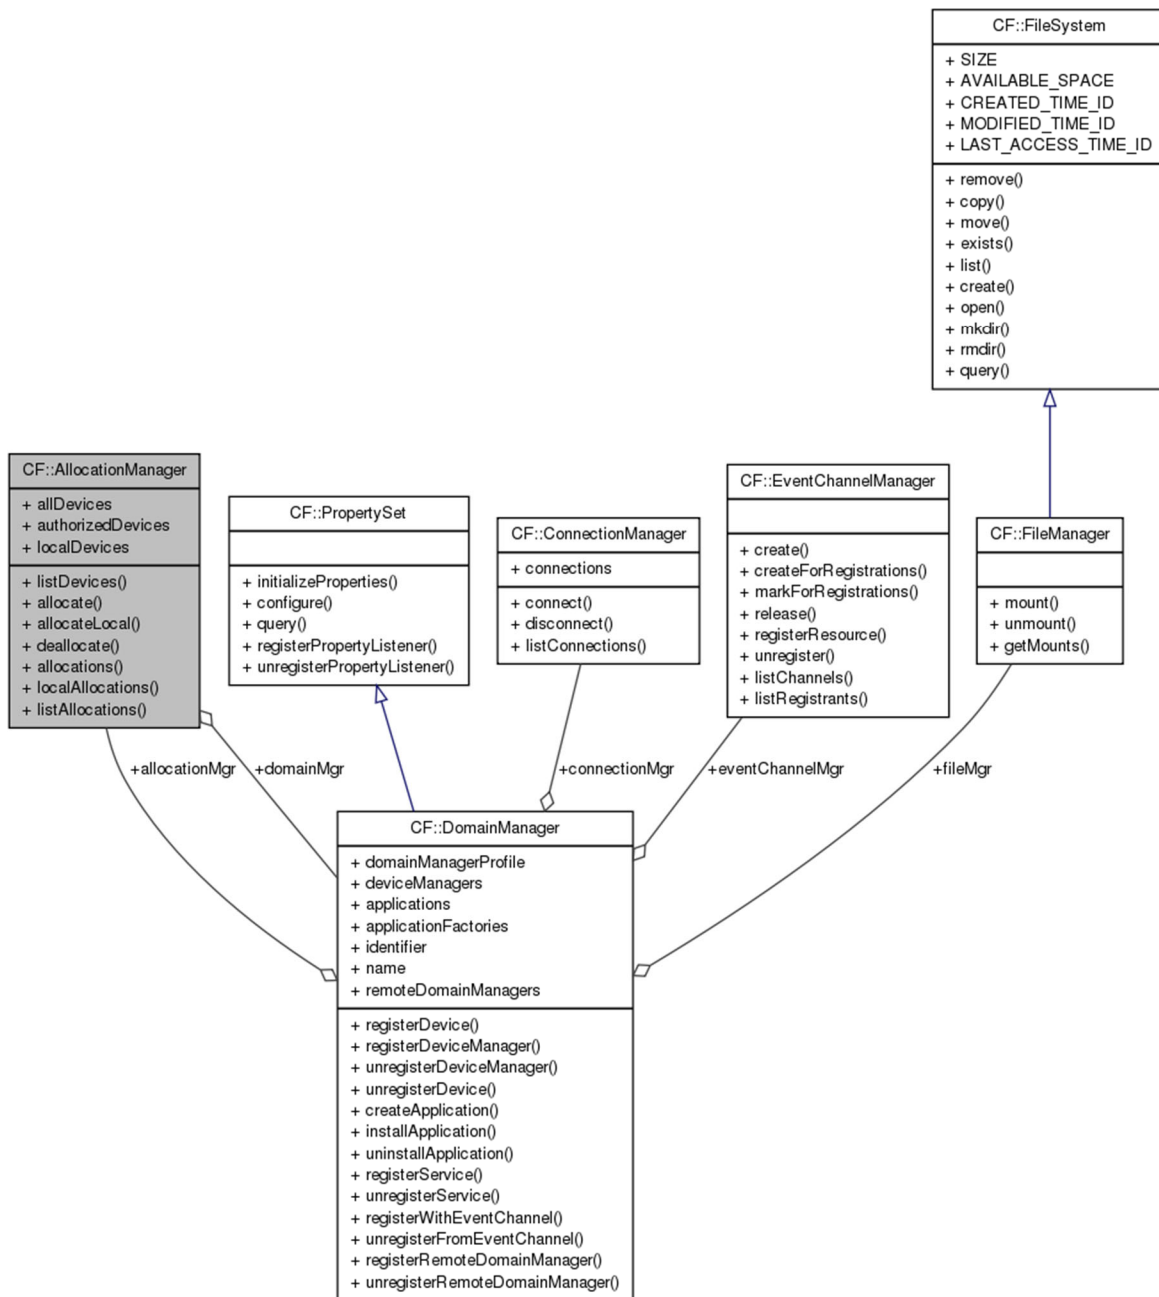 CF::FileSystem
+ SIZE
+ AVAILABLE_SPACE
+ CREATED_TIME_ID
+ MODIFIED_TIME_ID
+ LAST_ACCESS_TIME_ID
+ remove()
+ copy()
+ move()
+ exists()
+ list()
+ create()
+ open()
+ mkdir()
+ rmdir()
+ query()
CF::AllocationManager
+ allDevices
+ authorizedDevices
+ localDevices
+ listDevices()
+ allocate()
+ allocateLocal()
+ deallocate()
+ allocations()
+ localAllocations()
+ listAllocations()
CF::PropertySet
+ initializeProperties()
+ configure()
+ query()
+ registerPropertyListener()
+ unregisterPropertyListener()
CF::ConnectionManager
+ connections
+ connect()
+ disconnect()
+ listConnections()
CF::EventChannelManager
+ create()
+ createForRegistrations()
+ markForRegistrations()
+ release()
+ registerResource()
+ unregister()
+ listChannels()
+ listRegistrants()
CF::FileManager
+ mount()
+ unmount()
+ getMounts()
+allocationMgr
+domainMgr
+connectionMgr
+eventChannelMgr
+fileMgr
CF::DomainManager
+ domainManagerProfile
+ deviceManagers
+ applications
+ applicationFactories
+ identifier
+ name
+ remoteDomainManagers
+ registerDevice()
+ registerDeviceManager()
+ unregisterDeviceManager()
+ unregisterDevice()
+ createApplication()
+ installApplication()
+ uninstallApplication()
+ registerService()
+ unregisterService()
+ registerWithEventChannel()
+ unregisterFromEventChannel()
+ registerRemoteDomainManager()
+ unregisterRemoteDomainManager()